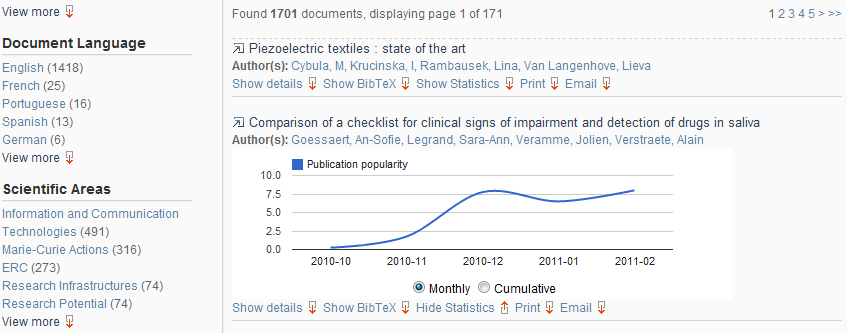 View more
Document Language
English (1418)
French (25)
Portuguese (16)
Spanish (13)
German (6)
View more
Scientific Areas
Information and Communication
Technologies (491)
Marie-Curie Actions (316)
ERC (273)
Research Infrastructures (74)
Research Potential (74)
View more
Found 1701 documents, displaying page 1 of 171
1 2 3 4 5 > >>
Piezoelectric textiles : state of the art
Author(s): Cybula, M, Krucinska, I, Rambausek, Lina, Van Langenhove, Lieva
Show details Show BibTeX Show Statistics Print Email
Comparison of a checklist for clinical signs of impairment and detection of drugs in saliva
Author(s): Goessaert, An-Sofie, Legrand, Sara-Ann, Veramme, Jolien, Verstraete, Alain
Publication popularity
10.0
7.5
5.0
2.5
0.0
2010-10 2010-11 2010-12 2011-01 2011-02
Monthly Cumulative
Show details Show BibTeX Hide Statistics Print Email